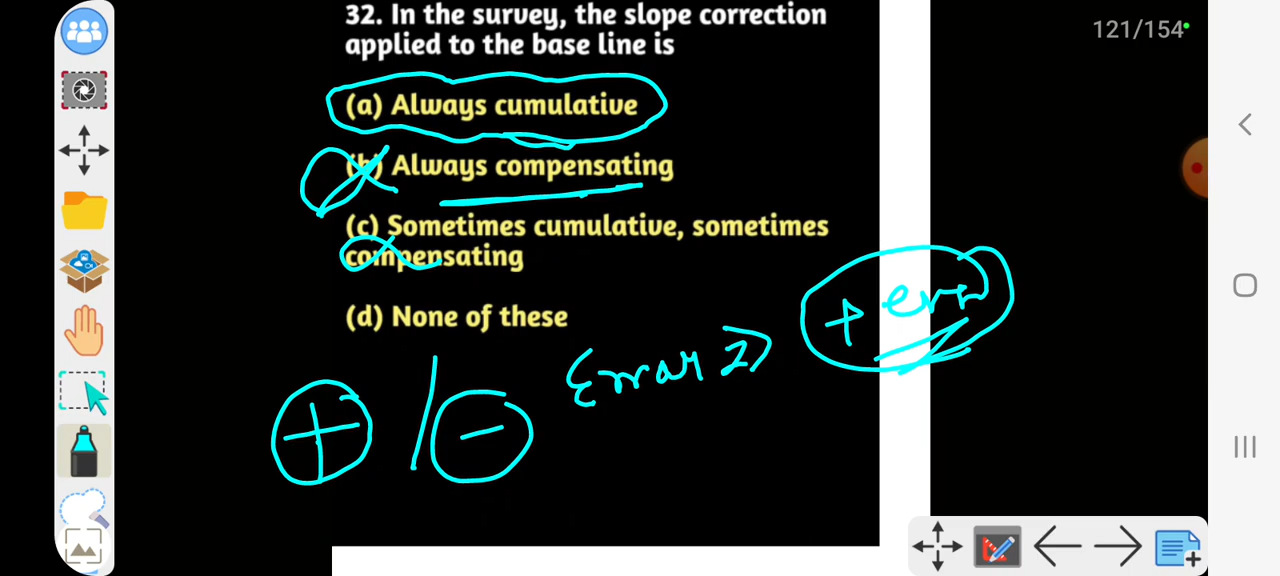 121/154
32. In the survey, the slope correction
applied to the base line is
(a) Always cumulative
(b) Always compensating
(c) Sometimes cumulative, sometimes
compensating
(d) None of these
+
+ / -